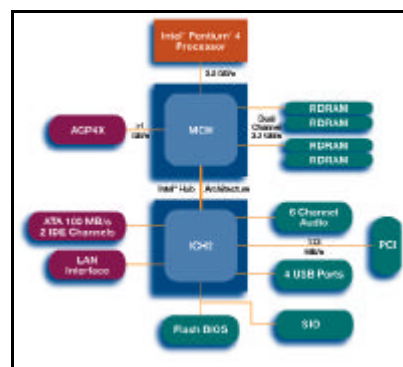 Intel® Pentium® 4
Processor
3.2 GB/s
MCH
AGP4X
>1
GB/s
Dual
Channel
3.2 GB/s
RDRAM
RDRAM
RDRAM
RDRAM
Intel® Hub Architecture
ATA 100 MB/s
2 IDE Channels
6 Channel
Audio
ICH2
133
MB/s
PCI
LAN
Interface
4 USB Ports
Flash BIOS
SIO